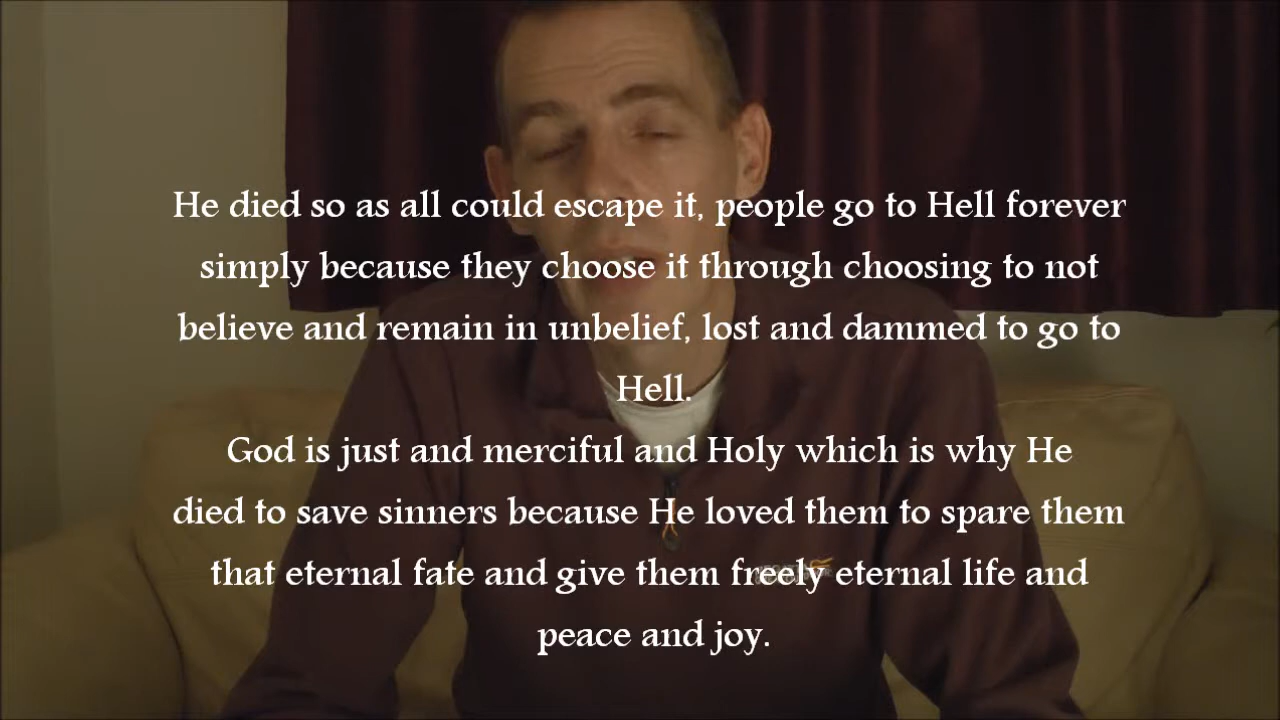 He died so as all could escape it, people go to Hell forever
simply because they choose it through choosing to not
believe and remain in unbelief, lost and dammed to go to
Hell.
God is just and merciful and Holy which is why He
died to save sinners because He loved them to spare them
that eternal fate and give them freely eternal life and
peace and joy.